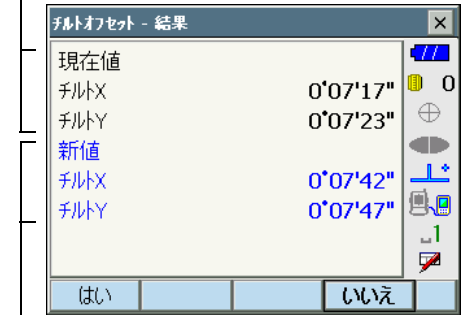 ﾁﾙﾄｵﾌｾｯﾄ - 結果
現在値
ﾁﾙﾄX 0°07'17"
ﾁﾙﾄY 0°07'23"
新値
ﾁﾙﾄX 0°07'42"
ﾁﾙﾄY 0°07'47"
0
1
はい
いいえ